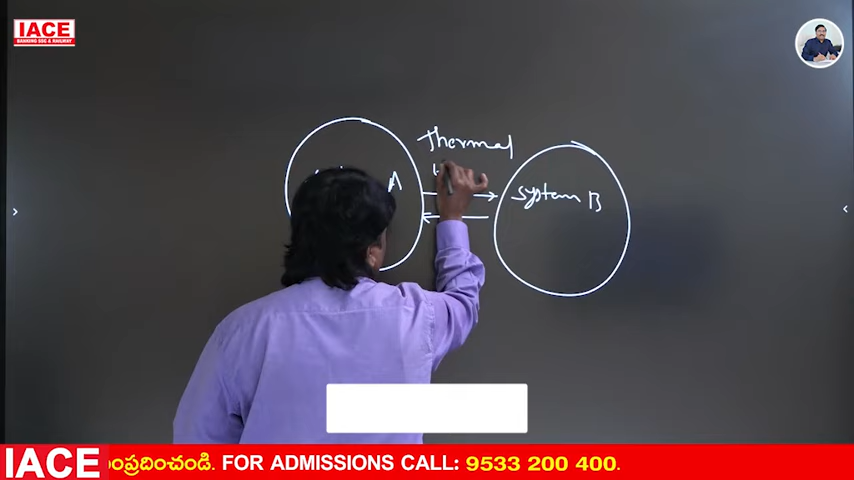 IACE
BANKING SSC & RAILWAY
Thermal
A
System B
IACE ంప్రదించండి. FOR ADMISSIONS CALL: 9533 200 400.